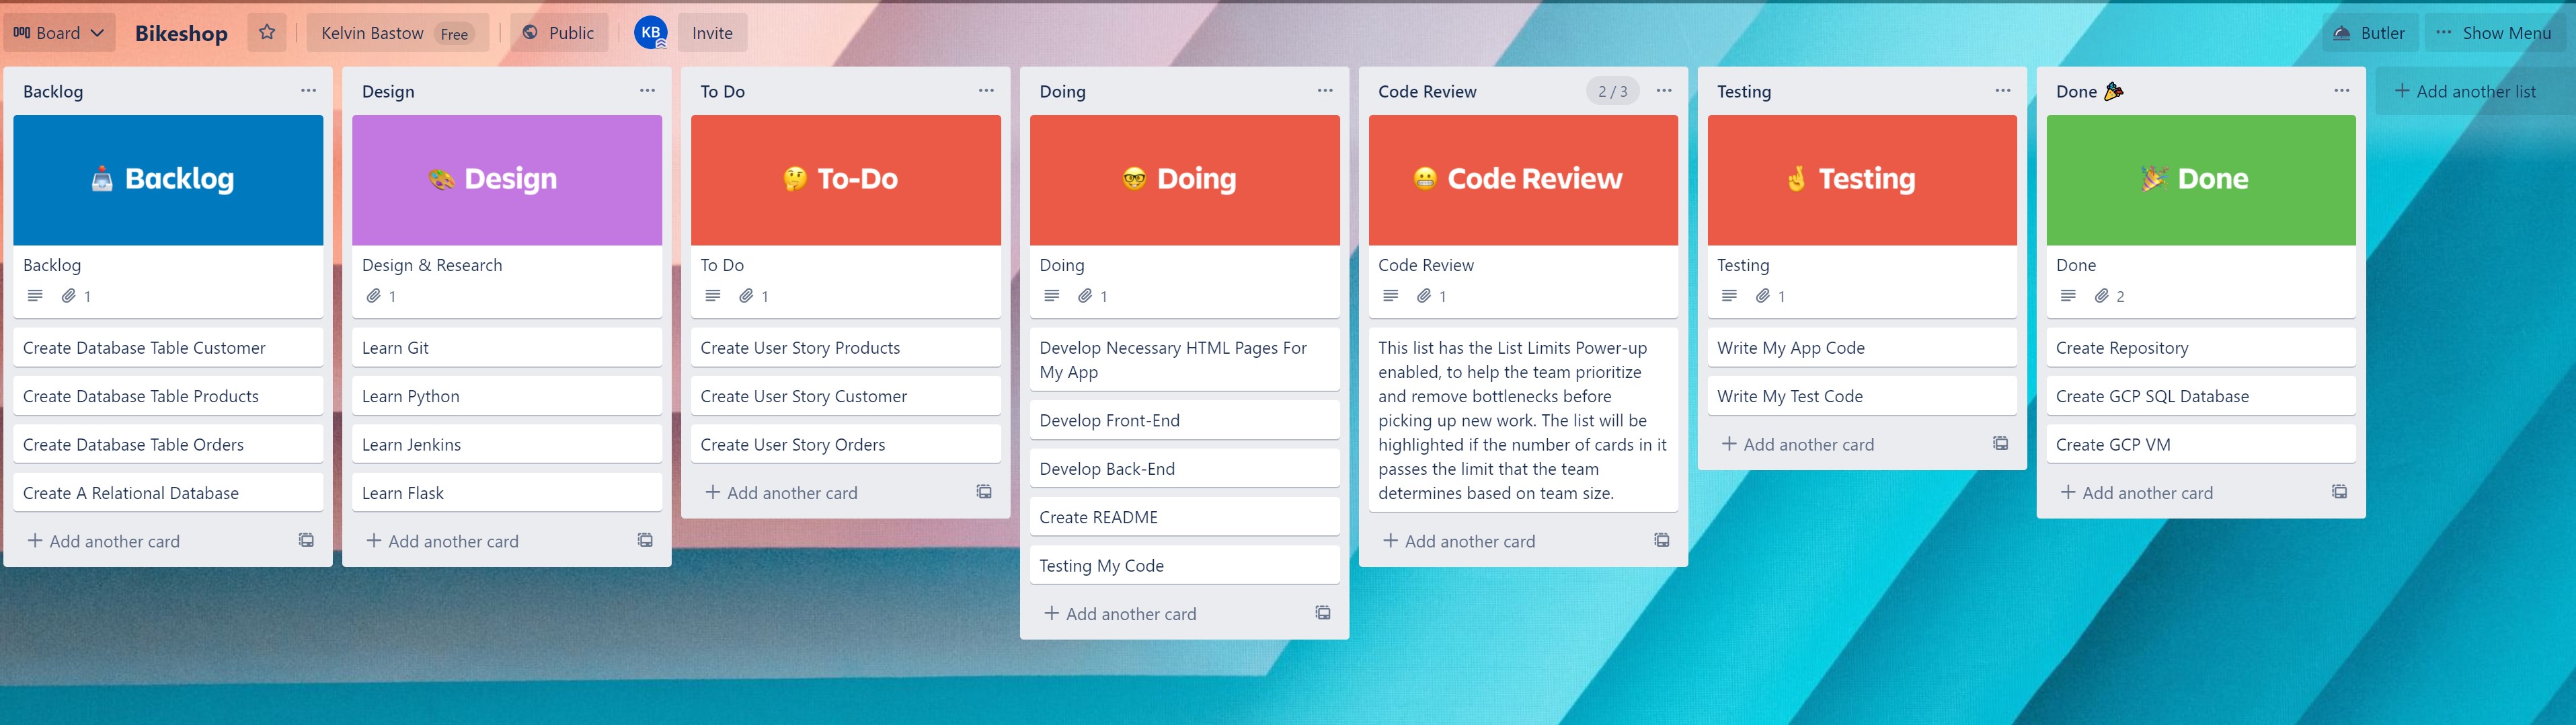 Board
Bikeshop
Kelvin Bastow Free
Public
KB
Invite
Butler
... Show Menu
Backlog
Backlog
Backlog
1
Create Database Table Customer
Create Database Table Products
Create Database Table Orders
Create A Relational Database
+ Add another card
Design
Design
Design & Research
1
Learn Git
Learn Python
Learn Jenkins
Learn Flask
+ Add another card
To Do
To-Do
To Do
1
Create User Story Products
Create User Story Customer
Create User Story Orders
+ Add another card
Doing
Doing
Doing
1
Develop Necessary HTML Pages For
My App
Develop Front-End
Develop Back-End
Create README
Testing My Code
+ Add another card
Code Review 2 / 3
Code Review
Code Review
1
This list has the List Limits Power-up
enabled, to help the team prioritize
and remove bottlenecks before
picking up new work. The list will be
highlighted if the number of cards in it
passes the limit that the team
determines based on team size.
+ Add another card
Testing
Testing
Testing
1
Write My App Code
Write My Test Code
+ Add another card
Done 🎉
Done
Done
2
Create Repository
Create GCP SQL Database
Create GCP VM
+ Add another card
+ Add another list